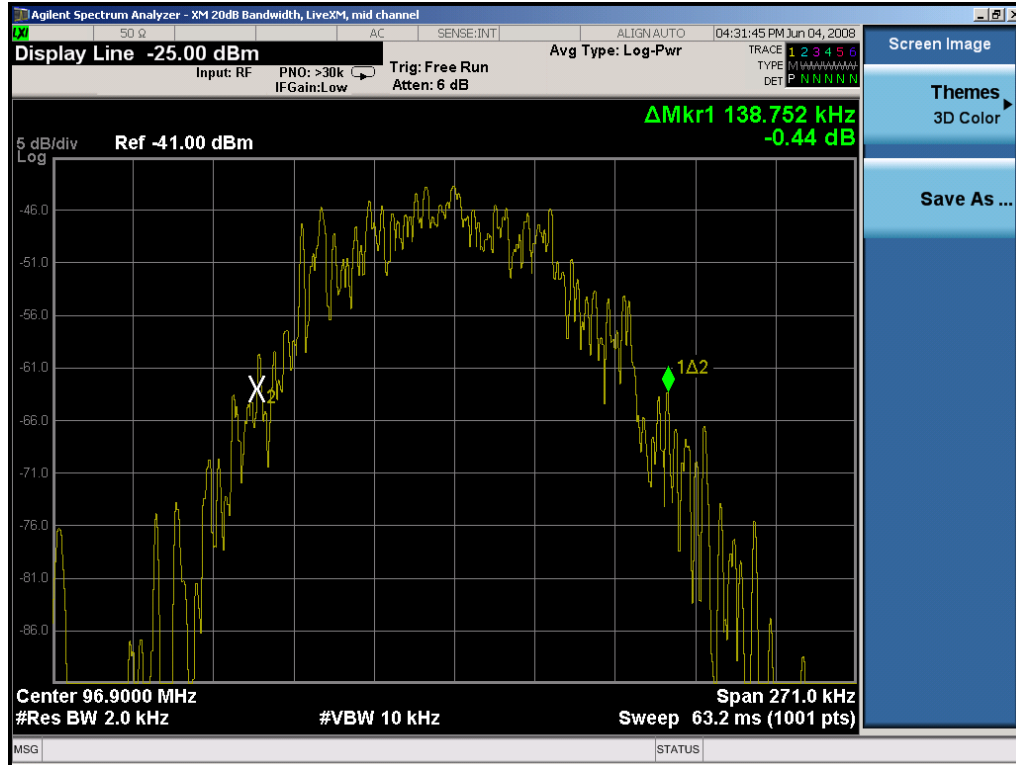 Agilent Spectrum Analyzer - XM 20dB Bandwidth, LiveXM, mid channel
LXI 50 Ω AC SENSE:INT ALIGNAUTO 04:31:45 PM Jun 04, 2008
Display Line -25.00 dBm
Input: RF
PNO: >30k
IFGain:Low
Trig: Free Run
Atten: 6 dB
Avg Type: Log-Pwr
TRACE 1 2 3 4 5 6
TYPE M
DET P N N N N N
Screen Image
Themes
3D Color
Save As ...
ΔMkr1 138.752 kHz
-0.44 dB
5 dB/div Ref -41.00 dBm
Log
-46.0
-51.0
-56.0
-61.0
-66.0
-71.0
-76.0
-81.0
-86.0
X2
1Δ2
Center 96.9000 MHz Span 271.0 kHz
#Res BW 2.0 kHz #VBW 10 kHz Sweep 63.2 ms (1001 pts)
MSG STATUS